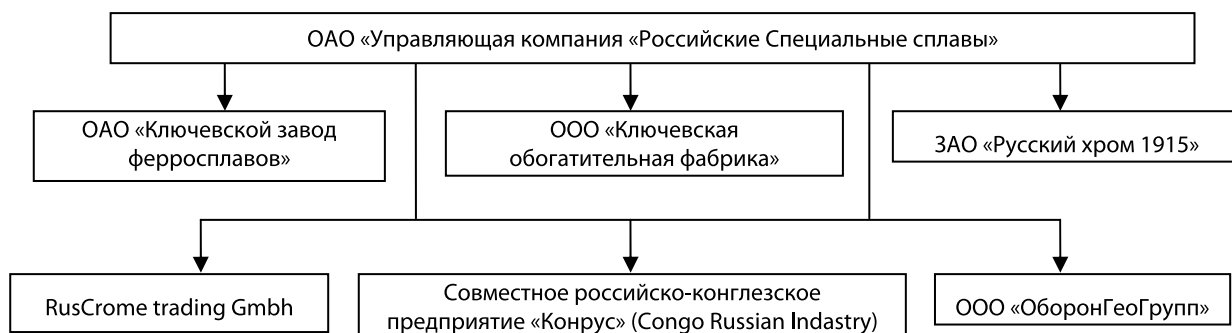 ОАО «Управляющая компания «Российские Специальные сплавы»
ОАО «Ключевской завод
ферросплавов»
ООО «Ключевская
обогатительная фабрика»
ЗАО «Русский хром 1915»
RusCrome trading Gmbh
Совместное российско-конглезское
предприятие «Конрус» (Congo Russian Indastry)
ООО «ОборонГеоГрупп»